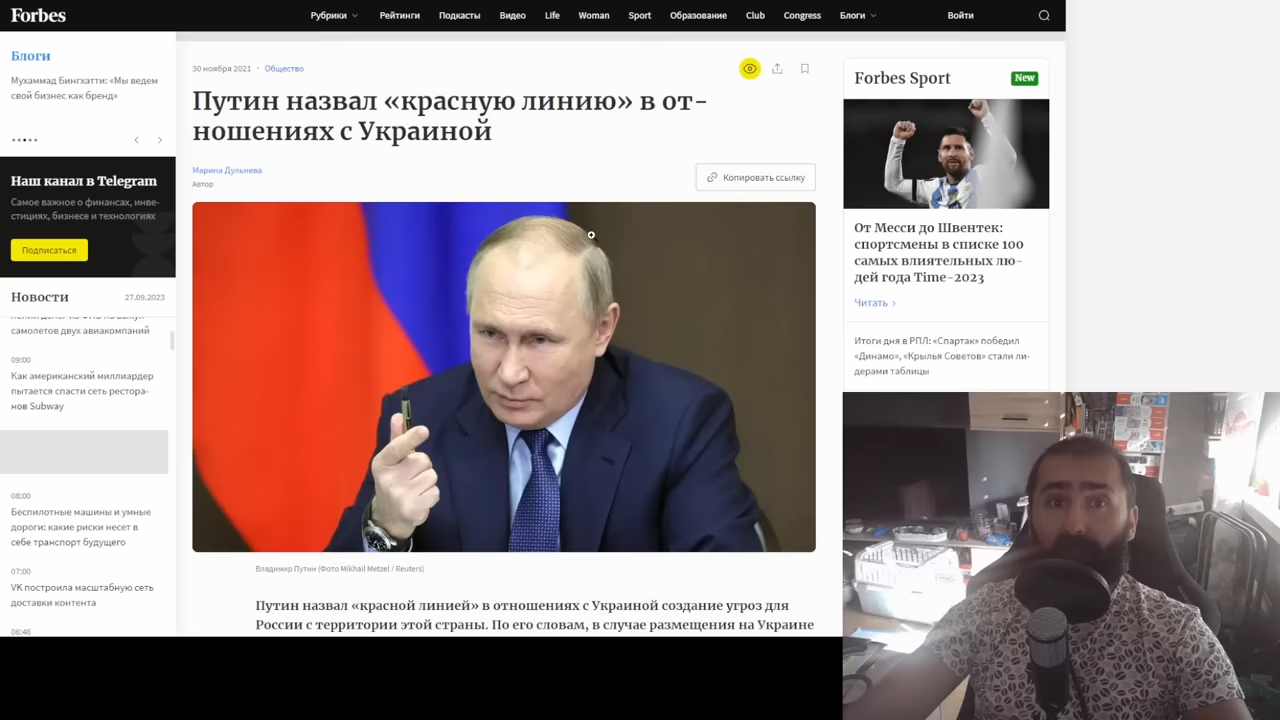 Forbes
Рубрики
Рейтинги
Подкасты
Видео
Life
Woman
Sport
Образование
Club
Congress
Блоги
Войти
Блоги
Мухаммад Бингхатти: «Мы ведем
свой бизнес как бренд»
Наш канал в Telegram
Самое важное о финансах, инве-
стициях, бизнесе и технологиях
Подписаться
Новости
27.09.2023
самолетов двух авиакомпаний
09:00
Как американский миллиардер
пытается спасти сеть рестора-
нов Subway
08:00
Беспилотные машины и умные
дороги: какие риски несет в
себе транспорт будущего
07:00
VK построила масштабную сеть
доставки контента
06:46
30 ноября 2021 · Общество
Путин назвал «красную линию» в от-
ношениях с Украиной
Марина Дульнева
Автор
Копировать ссылку
Владимир Путин (Фото Mikhail Metzel / Reuters)
Путин назвал «красной линией» в отношениях с Украиной создание угроз для
России с территории этой страны. По его словам, в случае размещения на Украине
Forbes Sport
New
От Месси до Швентек:
спортсмены в списке 100
самых влиятельных лю-
дей года Time-2023
Читать
Итоги дня в РПЛ: «Спартак» победил
«Динамо», «Крылья Советов» стали ли-
дерами таблицы